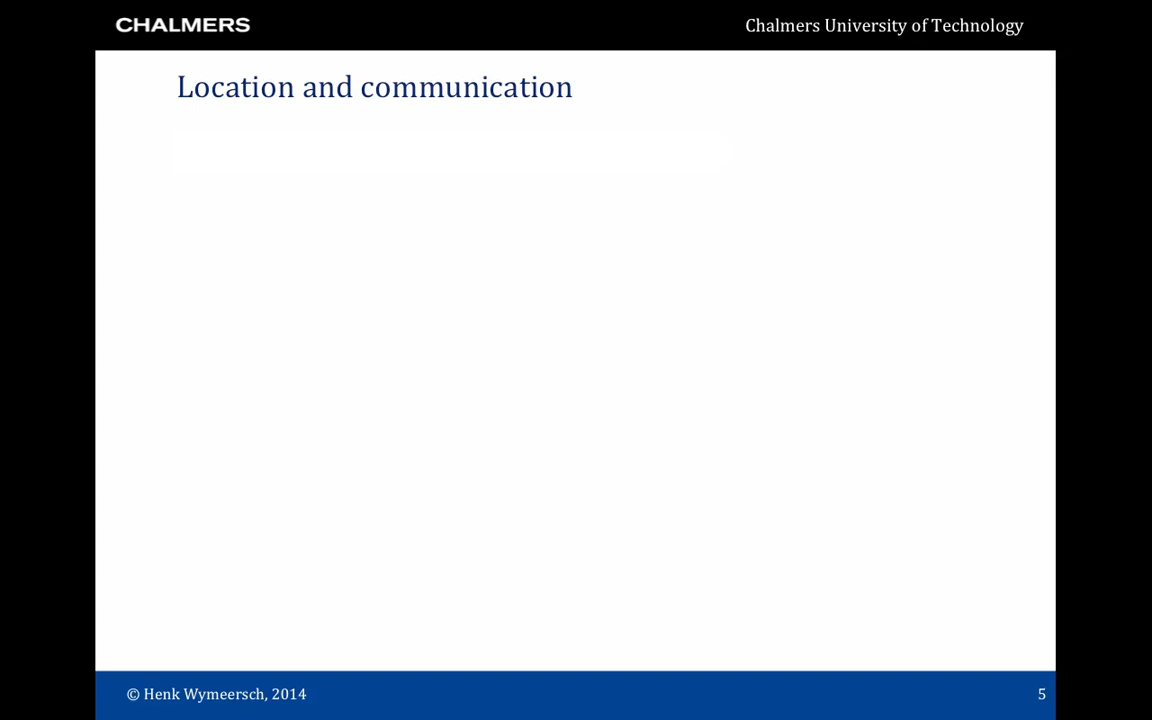 CHALMERS
Chalmers University of Technology
Location and communication
© Henk Wymeersch, 2014
5